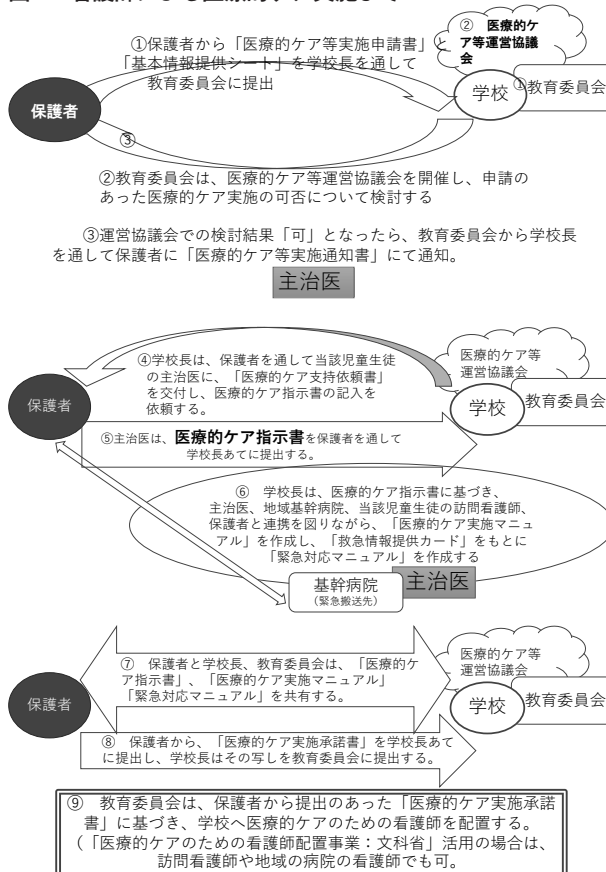 ①保護者から「医療的ケア等実施申請書」と
「基本情報提供シート」を学校長を通して
教育委員会に提出
② 医療的ケ
ア等運営協議
会
保護者
学校
①教育委員会
③
②教育委員会は、医療的ケア等運営協議会を開催し、申請の
あった医療的ケア実施の可否について検討する
③運営協議会での検討結果「可」となったら、教育委員会から学校長
を通して保護者に「医療的ケア等実施通知書」にて通知。
主治医
④学校長は、保護者を通して当該児童生徒
の主治医に、「医療的ケア支持依頼書」
を交付し、医療的ケア指示書の記入を
依頼する。
医療的ケア等
運営協議会
保護者
学校
教育委員会
⑤主治医は、医療的ケア指示書を保護者を通して
学校長あてに提出する。
⑥ 学校長は、医療的ケア指示書に基づき、
主治医、地域基幹病院、当該児童生徒の訪問看護師、
保護者と連携を図りながら、「医療的ケア実施マニュ
アル」を作成し、「救急情報提供カード」をもとに
「緊急対応マニュアル」を作成する
基幹病院
(緊急搬送先)
主治医
⑦ 保護者と学校長、教育委員会は、「医療的ケ
ア指示書」、「医療的ケア実施マニュアル」
「緊急対応マニュアル」を共有する。
医療的ケア等
運営協議会
保護者
学校
教育委員会
⑧ 保護者から、「医療的ケア実施承諾書」を学校長あて
に提出し、学校長はその写しを教育委員会に提出する。
⑨ 教育委員会は、保護者から提出のあった「医療的ケア実施承諾
書」に基づき、学校へ医療的ケアのための看護師を配置する。
(「医療的ケアのための看護師配置事業:文科省」活用の場合は、
訪問看護師や地域の病院の看護師でも可。